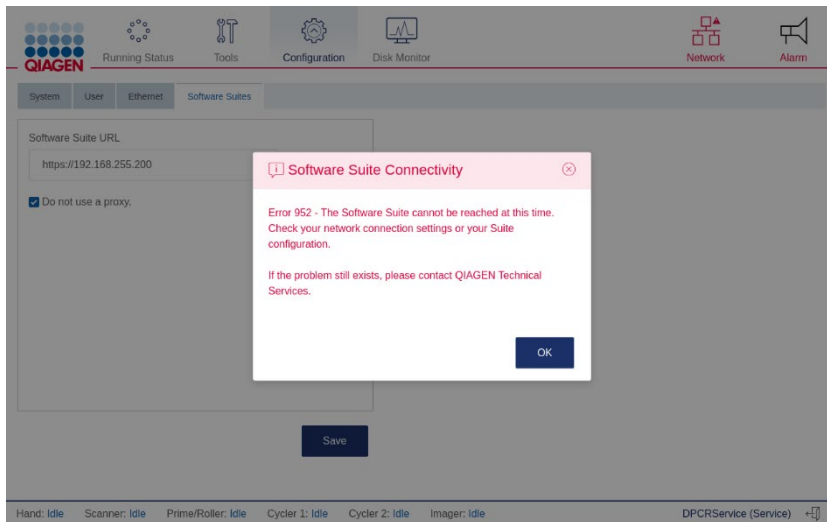 QIAGEN
Running Status
Tools
Configuration
Disk Monitor
Network
Alarm
System
User
Ethernet
Software Suites
Software Suite URL
https://192.168.255.200
Do not use a proxy.
Software Suite Connectivity
Error 952 - The Software Suite cannot be reached at this time.
Check your network connection settings or your Suite
configuration.
If the problem still exists, please contact QIAGEN Technical
Services.
OK
Save
Hand: Idle
Scanner: Idle
Prime/Roller: Idle
Cycler 1: Idle
Cycler 2: Idle
Imager: Idle
DPCRService (Service)